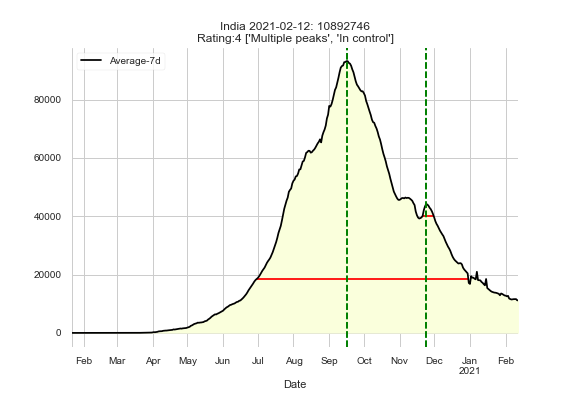 India 2021-02-12: 10892746
Rating:4 ['Multiple peaks', 'In control']
Average-7d
80000
60000
40000
20000
0
Feb Mar Apr May Jun Jul Aug Sep Oct Nov Dec Jan Feb
2021
Date